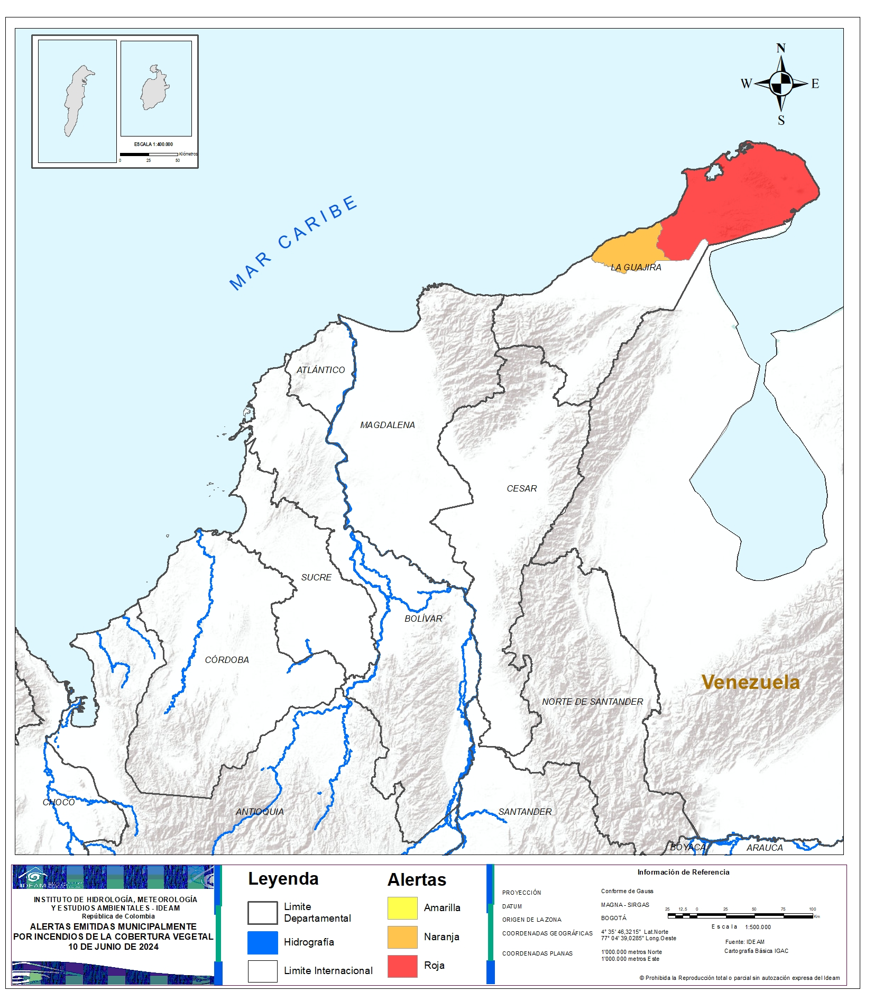 ESCALA 1:400.000
Kilómetros
0 25 50
N
W E
S
MAR CARIBE
LA GUAJIRA
ATLÁNTICO
MAGDALENA
CESAR
SUCRE
BOLÍVAR
CÓRDOBA
Venezuela
NORTE DE SANTANDER
CHOCÓ
ANTIOQUIA
SANTANDER
BOYACÁ
ARAUCA
IDEAM
INSTITUTO DE HIDROLOGÍA, METEOROLOGÍA
Y ESTUDIOS AMBIENTALES - IDEAM
República de Colombia
ALERTAS EMITIDAS MUNICIPALMENTE
POR INCENDIOS DE LA COBERTURA VEGETAL
10 DE JUNIO DE 2024
Leyenda
Limite
Departamental
Hidrografía
Limite Internacional
Alertas
Amarilla
Naranja
Roja
Información de Referencia
PROYECCIÓN Conforme de Gauss
DATUM MAGNA - SIRGAS
ORIGEN DE LA ZONA BOGOTÁ
COORDENADAS GEOGRÁFICAS 4° 35' 46,3215" Lat.Norte
77° 04' 39,0285" Long.Oeste
COORDENADAS PLANAS 1'000.000 metros Norte
1'000.000 metros Este
25 12,5 0 25 50 75 100
Km
Escala 1:500.000
Fuente: IDEAM
Cartografía Básica IGAC
© Prohibida la Reproducción total o parcial sin autozación expresa del Ideam